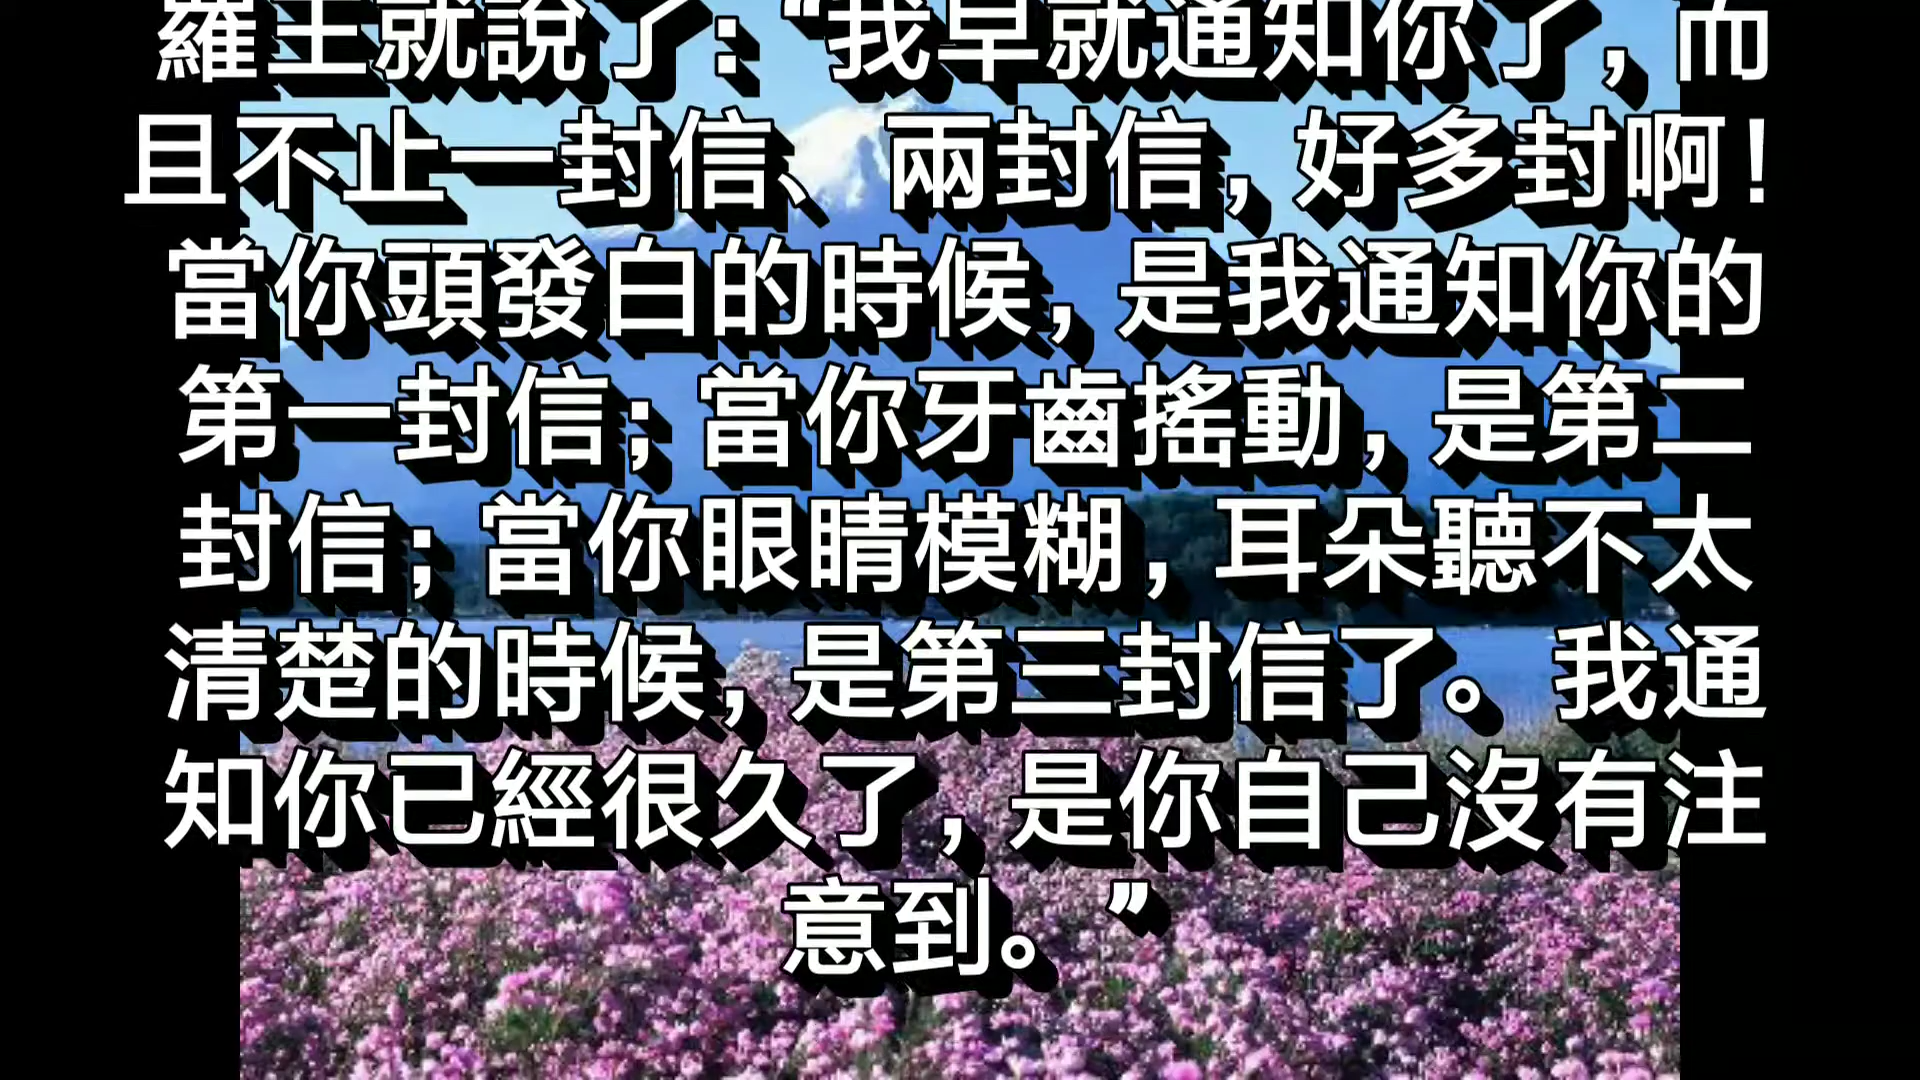 羅王就說了：“我早就通知你了，而
且不止一封信、兩封信，好多封啊！
當你頭發白的時候，是我通知你的
第一封信；當你牙齒搖動，是第二
封信；當你眼睛模糊，耳朵聽不太
清楚的時候，是第三封信了。我通
知你已經很久了，是你自己沒有注
意到。”